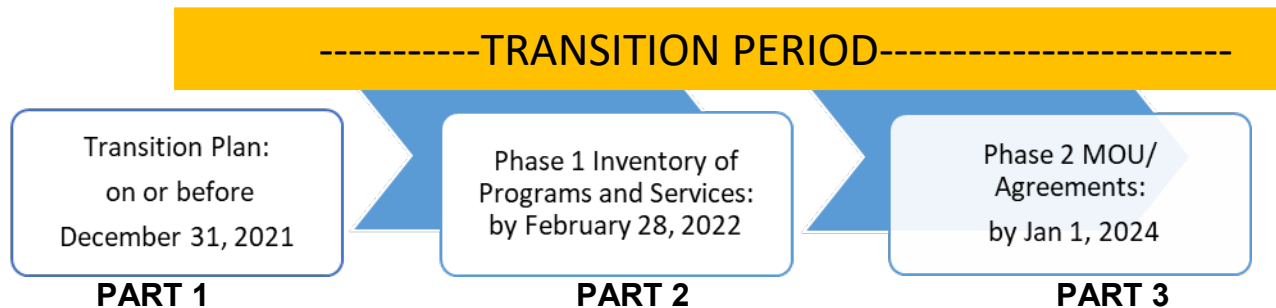 -----------TRANSITION PERIOD------------------------
Transition Plan:
on or before
December 31, 2021
Phase 1 Inventory of
Programs and Services:
by February 28, 2022
Phase 2 MOU/
Agreements:
by Jan 1, 2024
PART 1
PART 2
PART 3